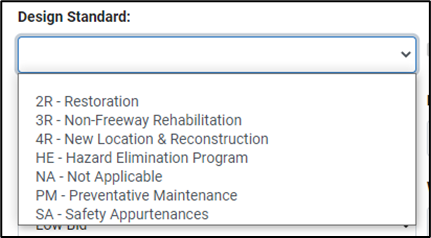 Design Standard:
2R - Restoration
3R - Non-Freeway Rehabilitation
4R - New Location & Reconstruction
HE - Hazard Elimination Program
NA - Not Applicable
PM - Preventative Maintenance
SA - Safety Appurtenances
Low Bid